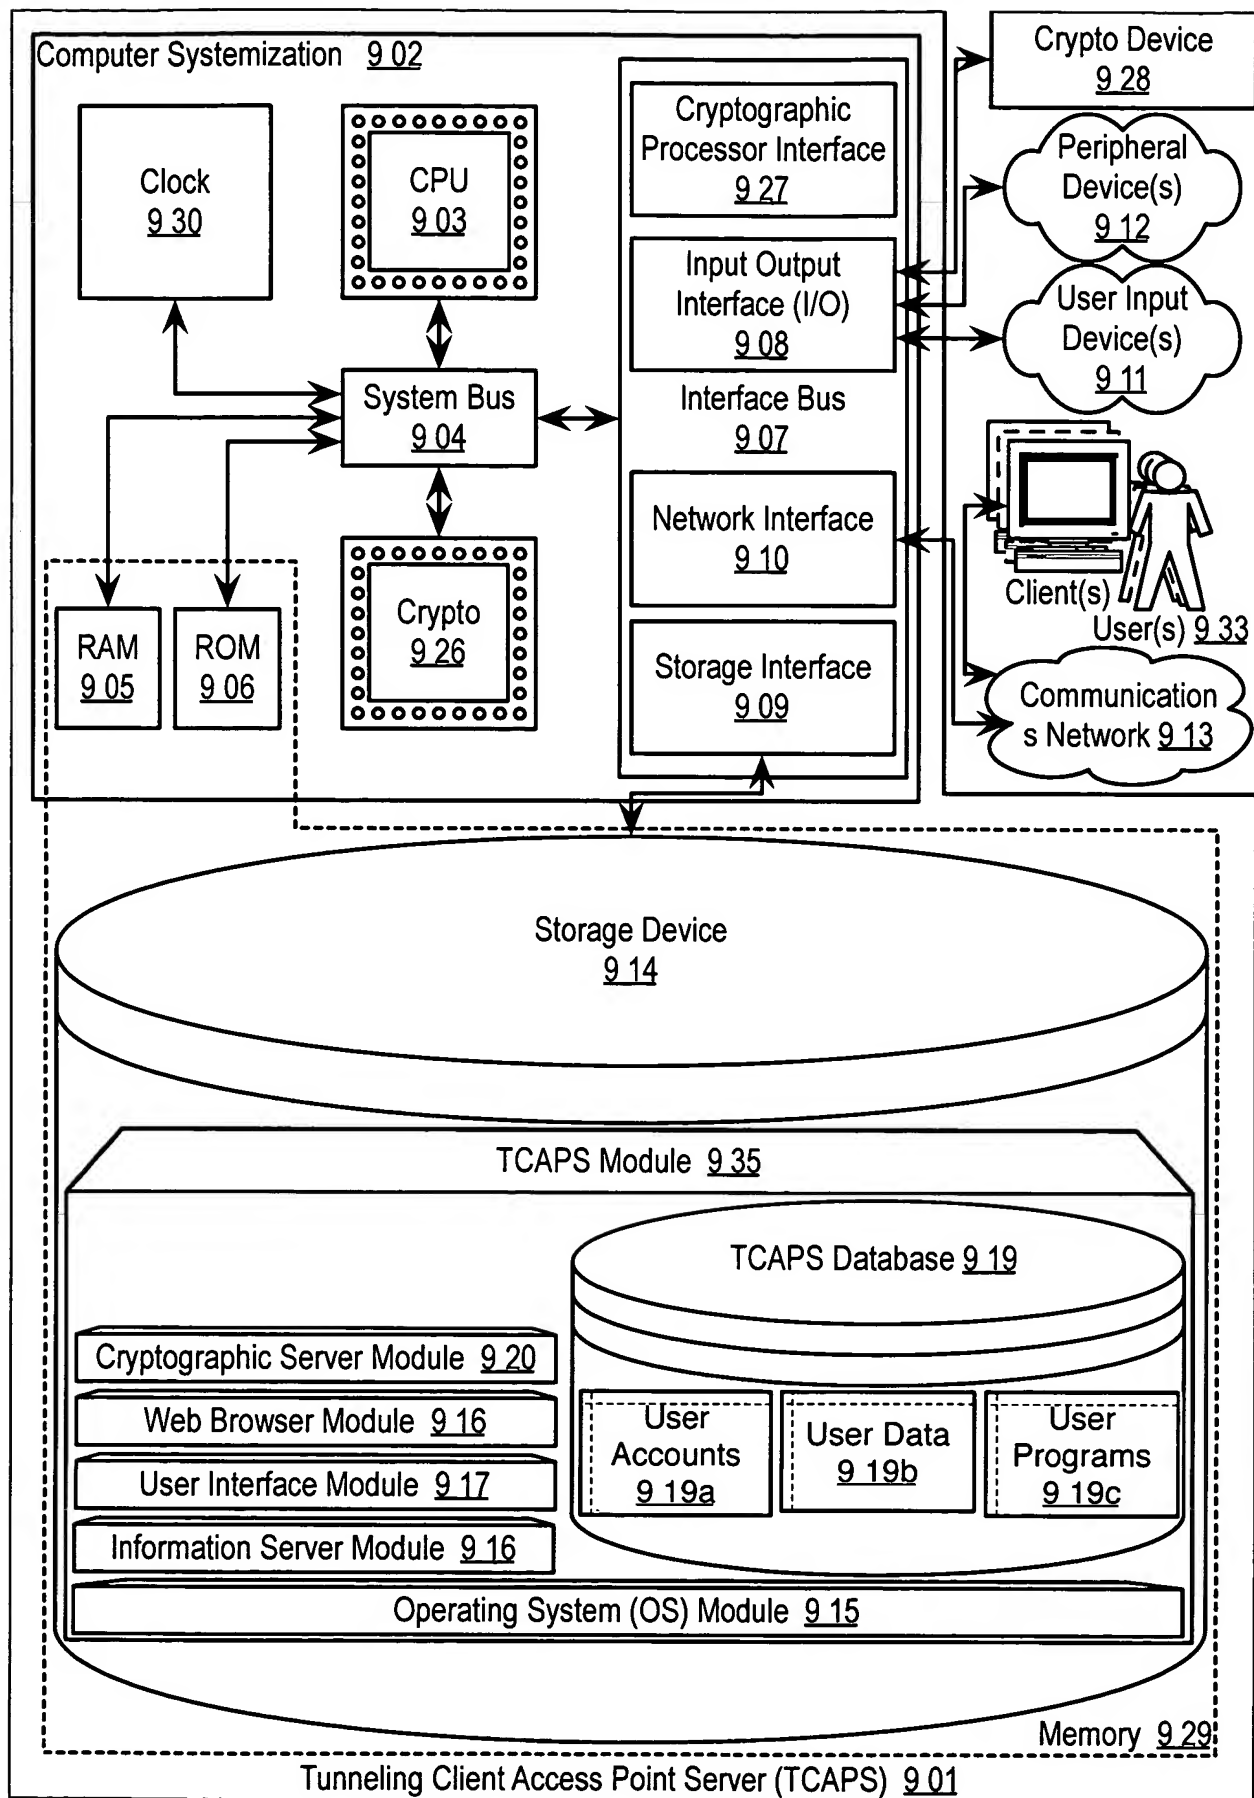 Computer Systemization 9 02
Clock
9 30
CPU
9 03
System Bus
9 04
Crypto
9 26
RAM
9 05
ROM
9 06
Cryptographic
Processor Interface
9 27
Input Output
Interface (I/O)
9 08
Interface Bus
9 07
Network Interface
9 10
Storage Interface
9 09
Crypto Device
9 28
Peripheral
Device(s)
9 12
User Input
Device(s)
9 11
Client(s)
User(s) 9 33
Communication
s Network 9 13
Storage Device
9 14
TCAPS Module 9 35
TCAPS Database 9 19
Cryptographic Server Module 9 20
Web Browser Module 9 16
User Interface Module 9 17
Information Server Module 9 16
User
Accounts
9 19a
User Data
9 19b
User
Programs
9 19c
Operating System (OS) Module 9 15
Memory 9 29
Tunneling Client Access Point Server (TCAPS) 9 01